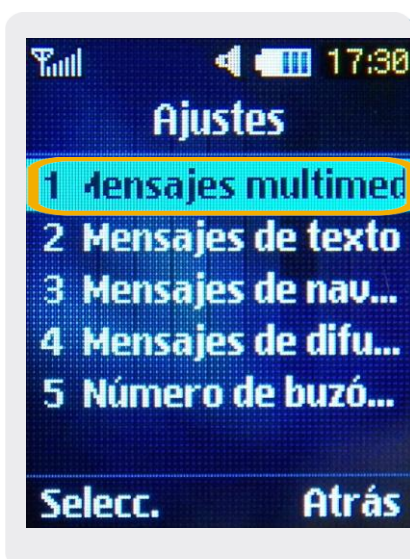 17:30
Ajustes
1 Mensajes multimed
2 Mensajes de texto
3 Mensajes de nav...
4 Mensajes de difu...
5 Número de buzó...
Selecc. Atrás